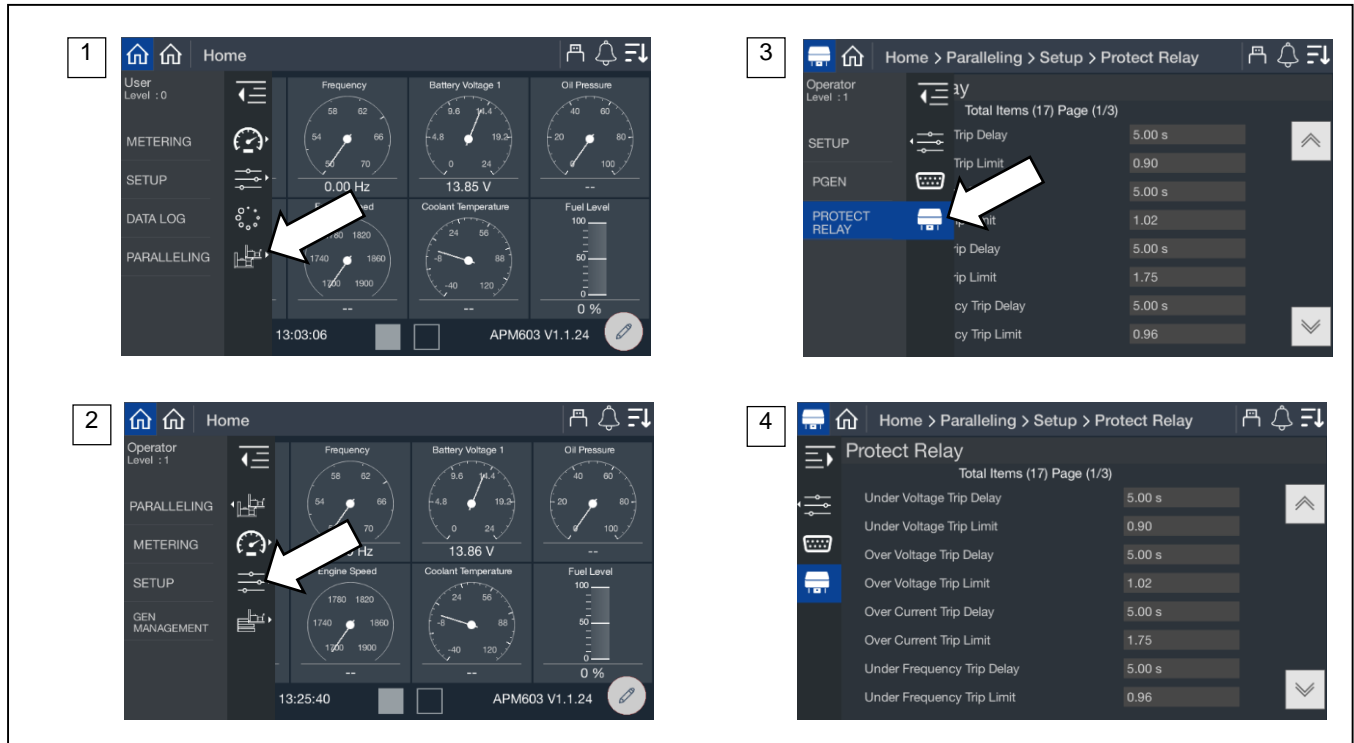 1
Home
User
Level : 0
METERING
SETUP
DATA LOG
PARALLELING
Frequency
58 62
54 66
50 70
0.00 Hz
Battery Voltage 1
9.6 14.4
4.8 19.2
0 24
13.85 V
Oil Pressure
40 60
20 80
0 100
--
1780 1820
1740 1860
1700 1900
--
Coolant Temperature
24 56
-8 88
-40 120
--
Fuel Level
100
50
0
0 %
13:03:06
APM603 V1.1.24
2
Home
Operator
Level : 1
PARALLELING
METERING
SETUP
GEN
MANAGEMENT
Frequency
58 62
54 66
70
Hz
Battery Voltage 1
9.6 14.4
4.8 19.2
0 24
13.86 V
Oil Pressure
40 60
20 80
0 100
--
Engine Speed
1780 1820
1740 1860
1700 1900
--
Coolant Temperature
24 56
-8 88
-40 120
--
Fuel Level
100
50
0
0 %
13:25:40
APM603 V1.1.24
3
Home > Paralleling > Setup > Protect Relay
Operator
Level : 1
SETUP
PGEN
PROTECT
RELAY
ay
Total Items (17) Page (1/3)
Trip Delay 5.00 s
Trip Limit 0.90
5.00 s
1.02
rip Delay 5.00 s
rip Limit 1.75
cy Trip Delay 5.00 s
cy Trip Limit 0.96
4
Home > Paralleling > Setup > Protect Relay
Protect Relay
Total Items (17) Page (1/3)
Under Voltage Trip Delay 5.00 s
Under Voltage Trip Limit 0.90
Over Voltage Trip Delay 5.00 s
Over Voltage Trip Limit 1.02
Over Current Trip Delay 5.00 s
Over Current Trip Limit 1.75
Under Frequency Trip Delay 5.00 s
Under Frequency Trip Limit 0.96